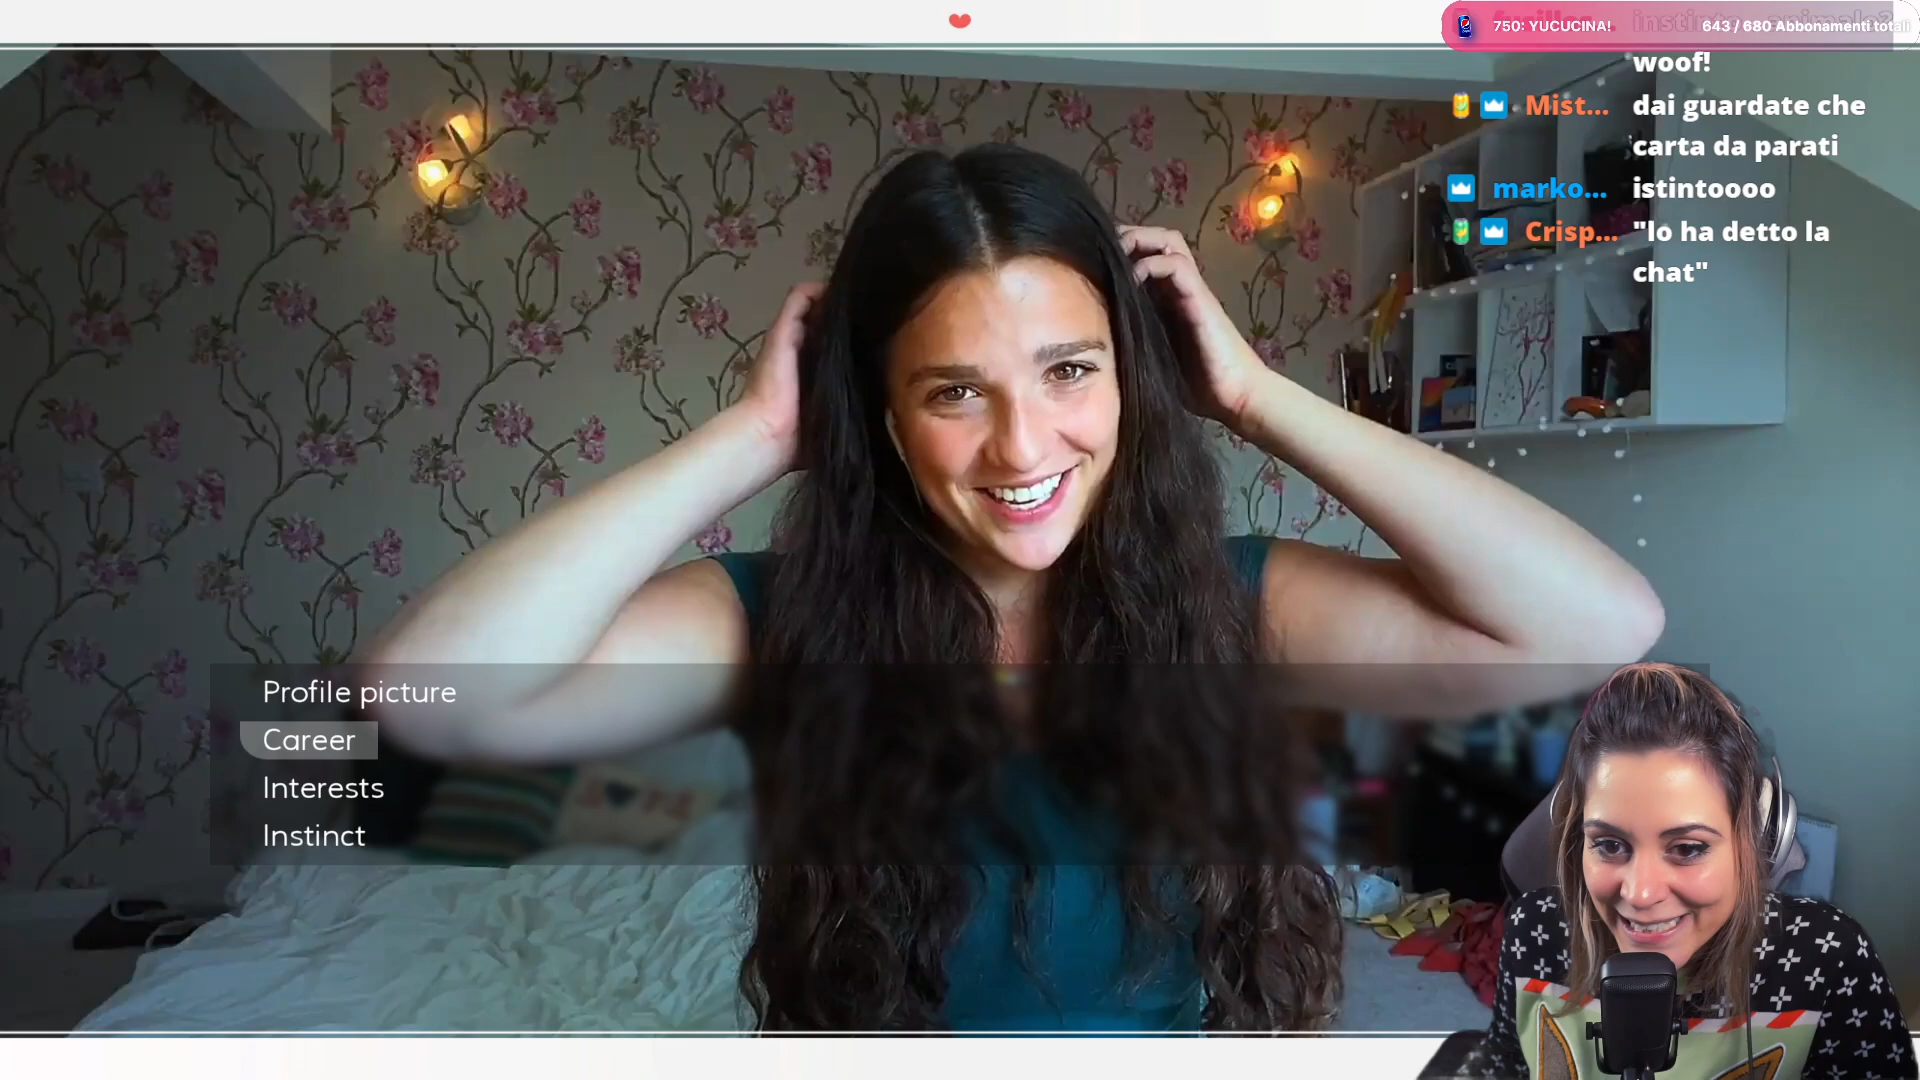 750: YUCUCINA!
643 / 680 Abbonamenti totali
woof!
Mist... dai guardate che
carta da parati
marko... istintoooo
Crisp... "lo ha detto la
chat"
Profile picture
Career
Interests
Instinct